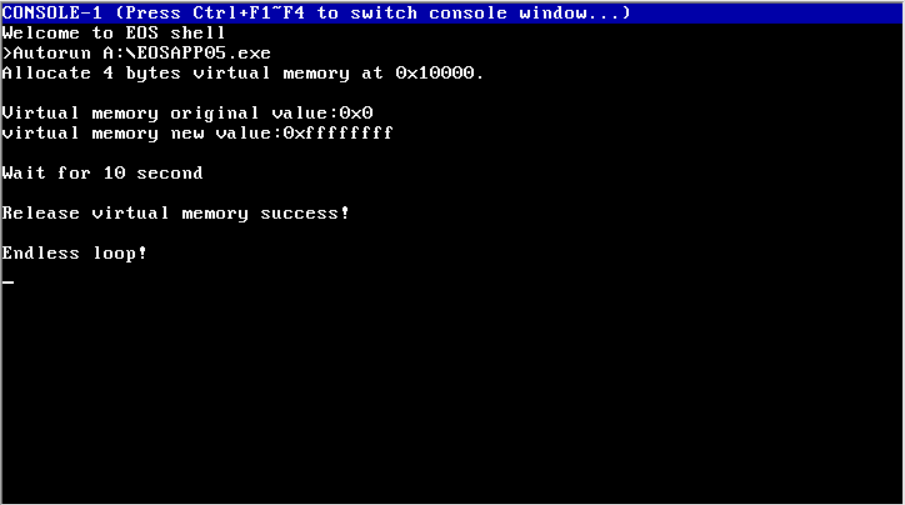 CONSOLE-1 (Press Ctrl+F1~F4 to switch console window...)
Welcome to EOS shell
>Autorun A:\EOSAPP05.exe
Allocate 4 bytes virtual memory at 0x10000.
Virtual memory original value:0x0
virtual memory new value:0xffffffff
Wait for 10 second
Release virtual memory success!
Endless loop!